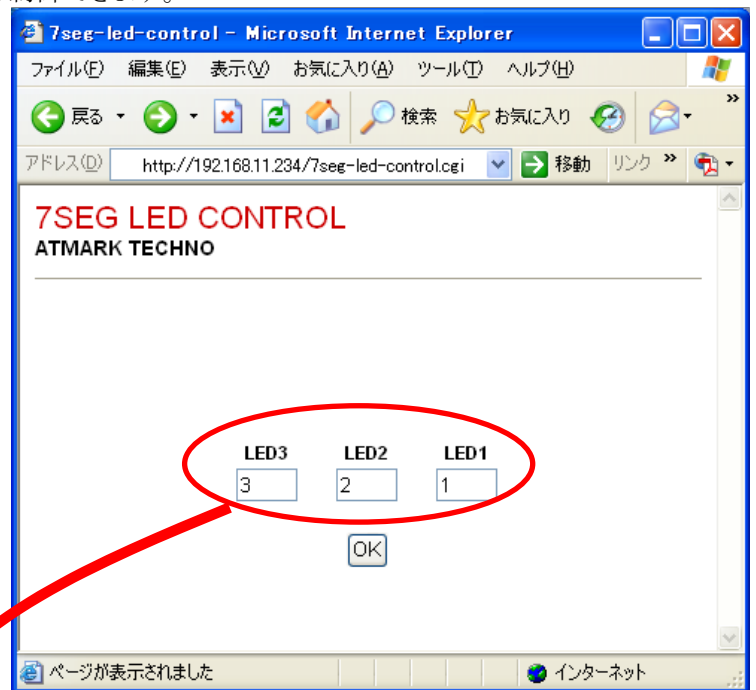 7seg-led-control - Microsoft Internet Explorer
ファイル(F) 編集(E) 表示(V) お気に入り(A) ツール(T) ヘルプ(H)
戻る 検索 お気に入り »
アドレス(D) http://192.168.11.234/7seg-led-control.cgi 移動 リンク »
7SEG LED CONTROL
ATMARK TECHNO
LED3 LED2 LED1
3 2 1
OK
ページが表示されました インターネット